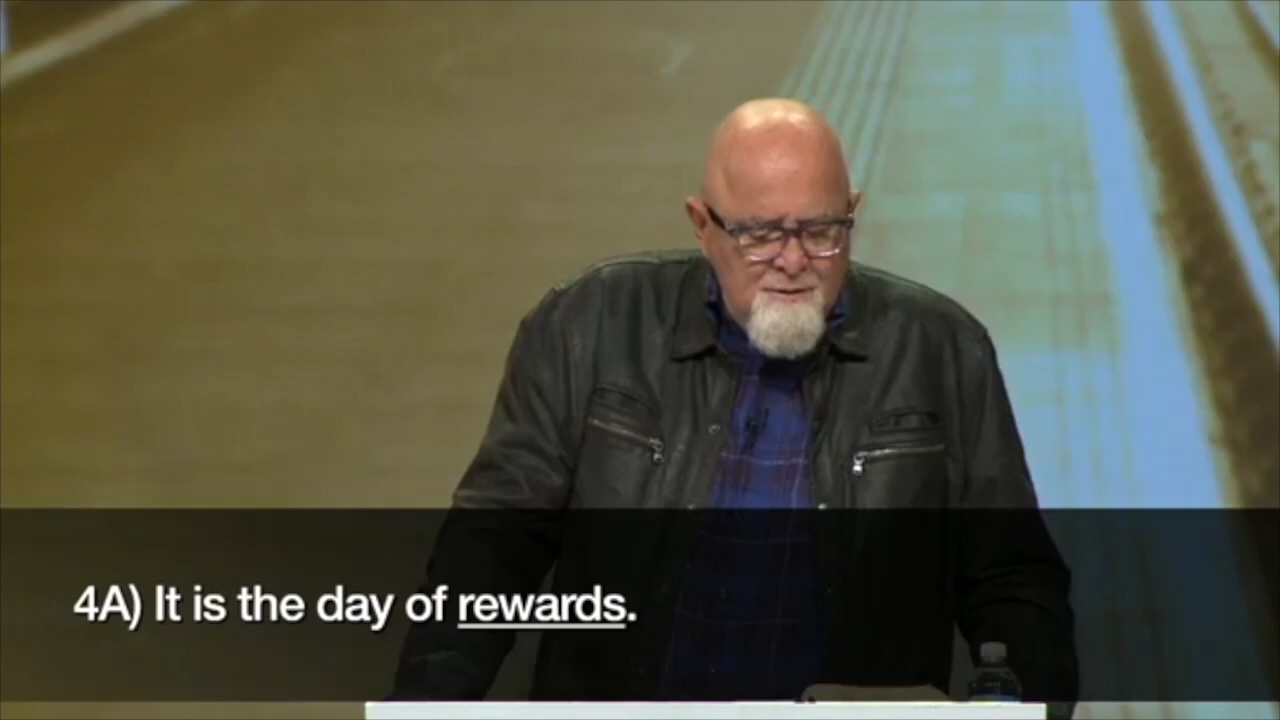 4A) It is the day of rewards.